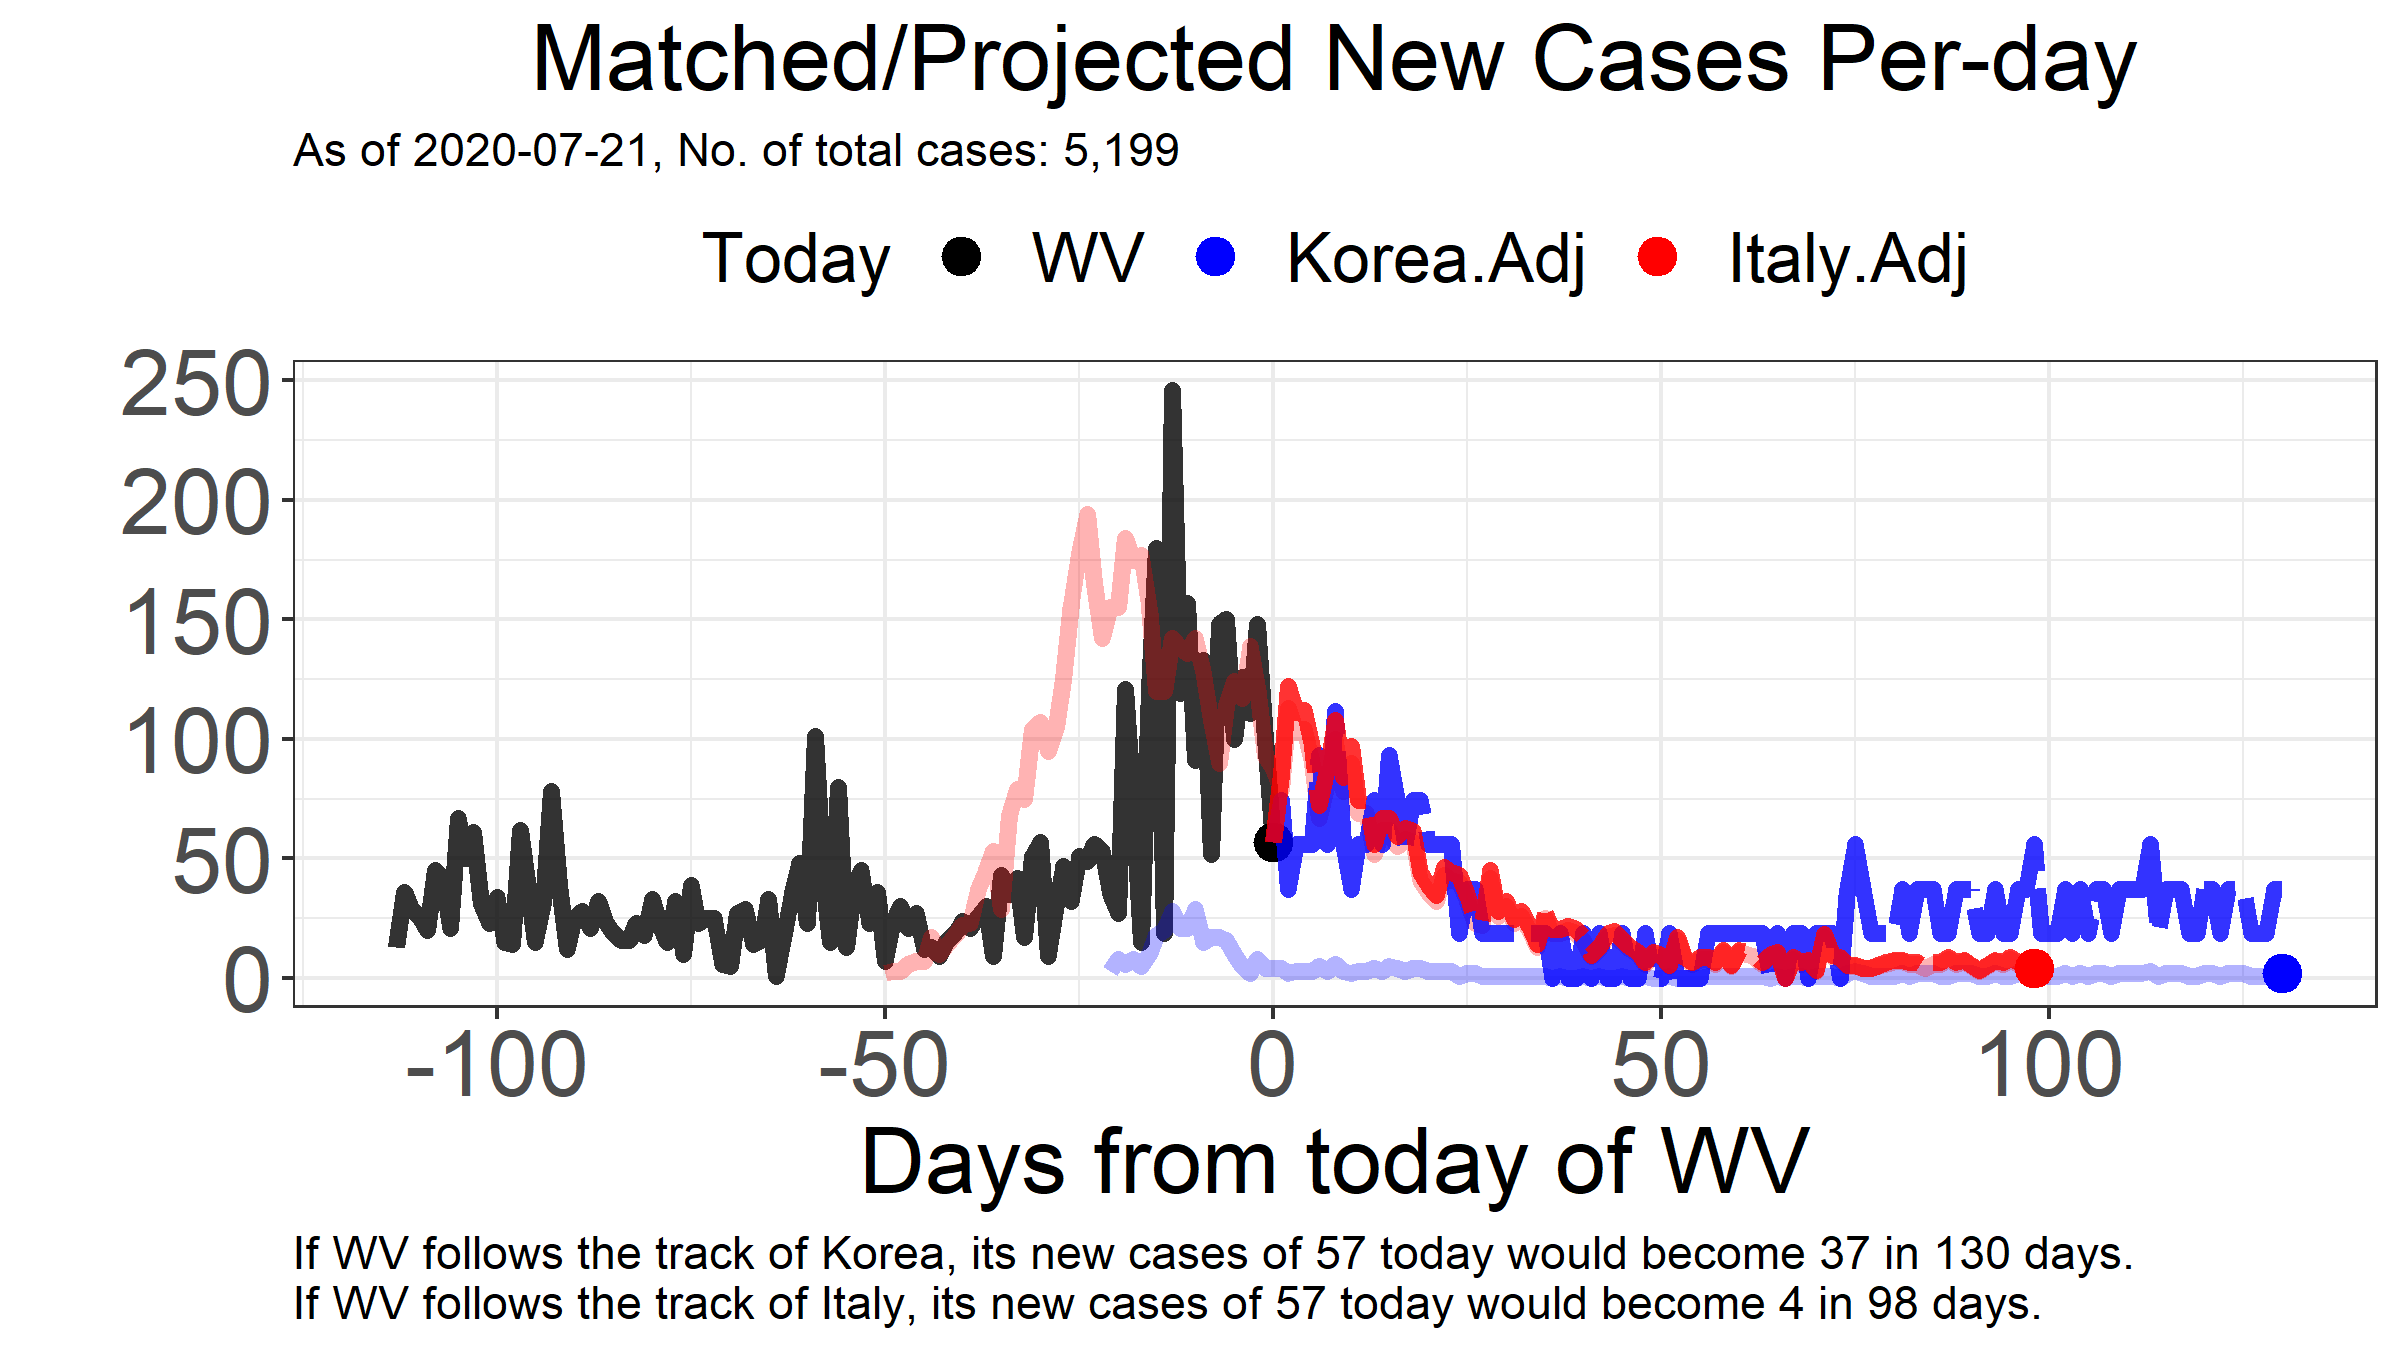 Matched/Projected New Cases Per-day
As of 2020-07-21, No. of total cases: 5,199
Today WV Korea.Adj Italy.Adj
250
200
150
100
50
0
-100 -50 0 50 100
Days from today of WV
If WV follows the track of Korea, its new cases of 57 today would become 37 in 130 days.
If WV follows the track of Italy, its new cases of 57 today would become 4 in 98 days.